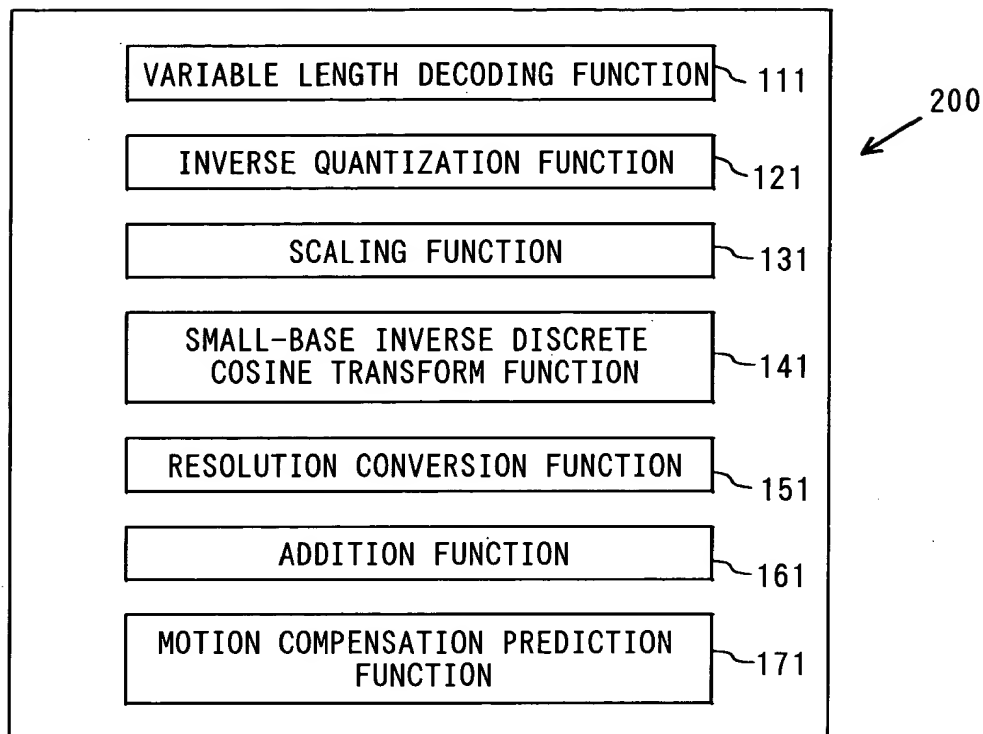 VARIABLE LENGTH DECODING FUNCTION 111
200
INVERSE QUANTIZATION FUNCTION 121
SCALING FUNCTION 131
SMALL-BASE INVERSE DISCRETE
COSINE TRANSFORM FUNCTION 141
RESOLUTION CONVERSION FUNCTION 151
ADDITION FUNCTION 161
MOTION COMPENSATION PREDICTION
FUNCTION 171